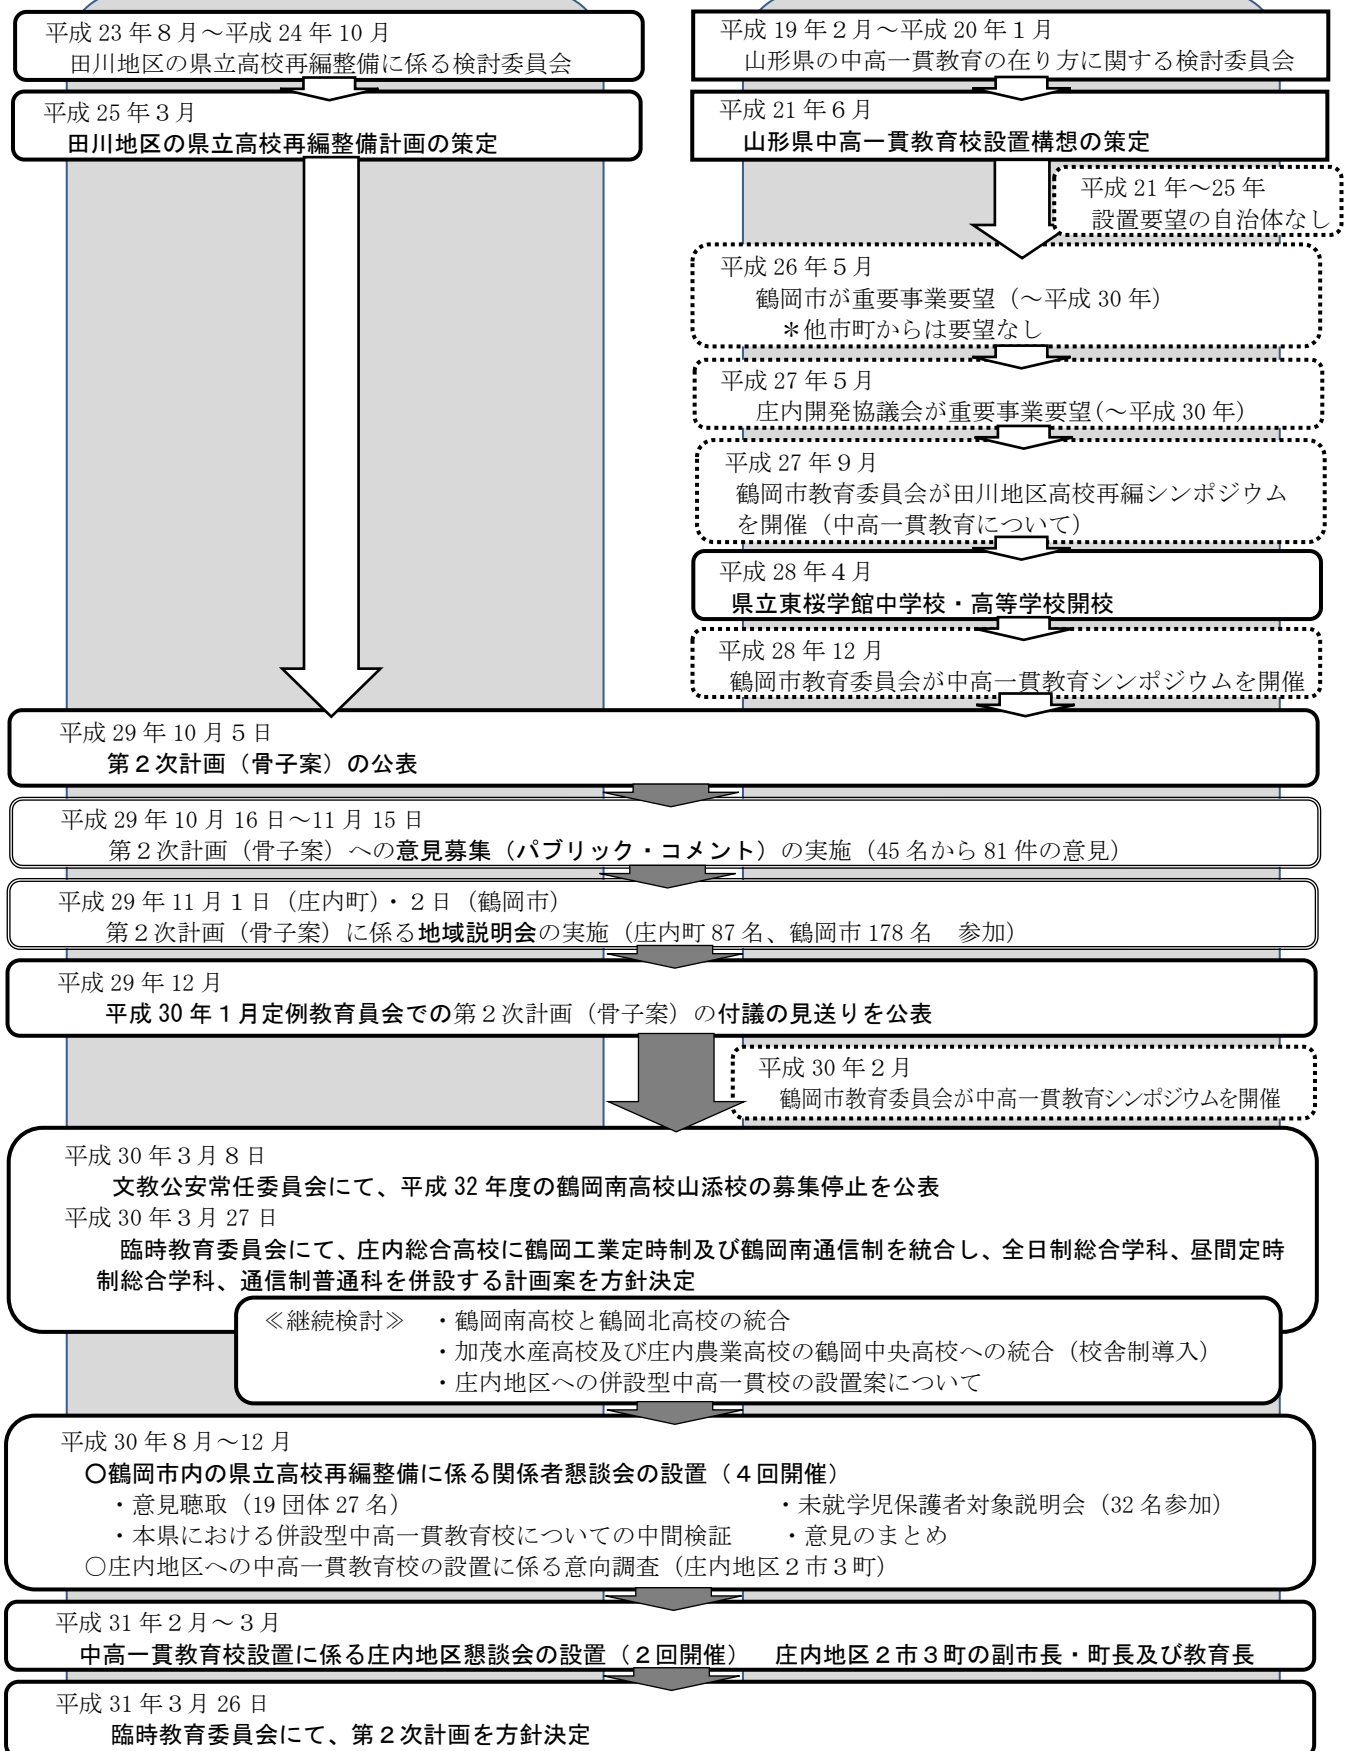 平成 23 年８月～平成 24 年 10 月
田川地区の県立高校再編整備に係る検討委員会
平成 25 年３月
田川地区の県立高校再編整備計画の策定
平成 19 年２月～平成 20 年１月
山形県の中高一貫教育の在り方に関する検討委員会
平成 21 年６月
山形県中高一貫教育校設置構想の策定
平成 21 年～25 年
設置要望の自治体なし
平成 26 年５月
鶴岡市が重要事業要望（～平成 30 年）
＊他市町からは要望なし
平成 27 年５月
庄内開発協議会が重要事業要望(～平成 30 年)
平成 27 年９月
鶴岡市教育委員会が田川地区高校再編シンポジウム
を開催（中高一貫教育について）
平成 28 年４月
県立東桜学館中学校・高等学校開校
平成 28 年 12 月
鶴岡市教育委員会が中高一貫教育シンポジウムを開催
平成 29 年 10 月５日
第２次計画（骨子案）の公表
平成 29 年 10 月 16 日～11 月 15 日
第２次計画（骨子案）への意見募集（パブリック・コメント）の実施（45 名から 81 件の意見）
平成 29 年 11 月１日（庄内町）・２日（鶴岡市）
第２次計画（骨子案）に係る地域説明会の実施（庄内町 87 名、鶴岡市 178 名　参加）
平成 29 年 12 月
平成 30 年１月定例教育員会での第２次計画（骨子案）の付議の見送りを公表
平成 30 年２月
鶴岡市教育委員会が中高一貫教育シンポジウムを開催
平成 30 年３月８日
文教公安常任委員会にて、平成 32 年度の鶴岡南高校山添校の募集停止を公表
平成 30 年３月 27 日
臨時教育委員会にて、庄内総合高校に鶴岡工業定時制及び鶴岡南通信制を統合し、全日制総合学科、昼間定時
制総合学科、通信制普通科を併設する計画案を方針決定
≪継続検討≫　・鶴岡南高校と鶴岡北高校の統合
・加茂水産高校及び庄内農業高校の鶴岡中央高校への統合（校舎制導入）
・庄内地区への併設型中高一貫校の設置案について
平成 30 年８月～12 月
〇鶴岡市内の県立高校再編整備に係る関係者懇談会の設置（４回開催）
・意見聴取（19 団体 27 名）　・未就学児保護者対象説明会（32 名参加）
・本県における併設型中高一貫教育校についての中間検証　・意見のまとめ
〇庄内地区への中高一貫教育校の設置に係る意向調査（庄内地区２市３町）
平成 31 年２月～３月
中高一貫教育校設置に係る庄内地区懇談会の設置（２回開催）　庄内地区２市３町の副市長・町長及び教育長
平成 31 年３月 26 日
臨時教育委員会にて、第２次計画を方針決定